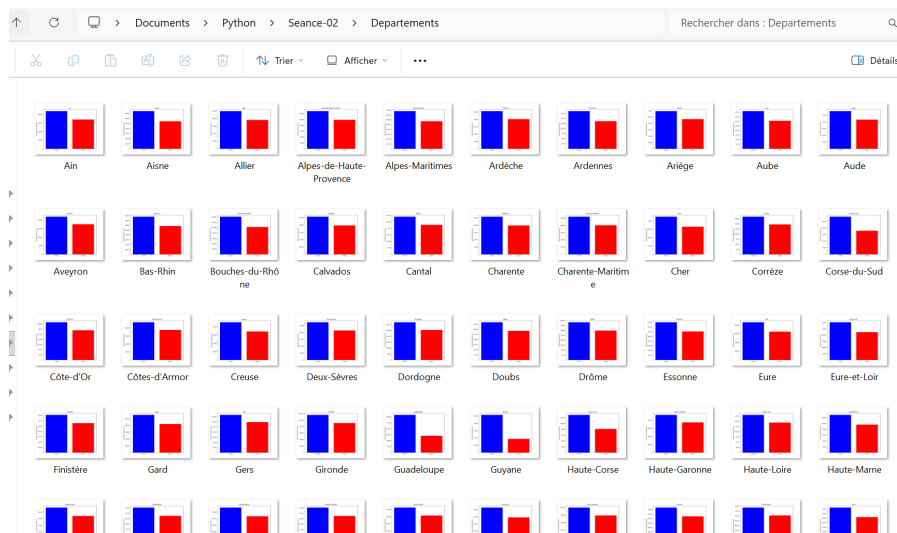 Documents > Python > Seance-02 > Departements
Rechercher dans : Departements
Trier
Afficher
Détails
Ain
Aisne
Allier
Alpes-de-Haute-
Provence
Alpes-Maritimes
Ardèche
Ardennes
Ariège
Aube
Aude
Aveyron
Bas-Rhin
Bouches-du-Rhô
ne
Calvados
Cantal
Charente
Charente-Maritim
e
Cher
Corrèze
Corse-du-Sud
Côte-d'Or
Côtes-d'Armor
Creuse
Deux-Sèvres
Dordogne
Doubs
Drôme
Essonne
Eure
Eure-et-Loir
Finistère
Gard
Gers
Gironde
Guadeloupe
Guyane
Haute-Corse
Haute-Garonne
Haute-Loire
Haute-Marne